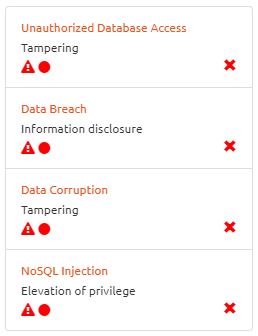 Unauthorized Database Access
Tampering
Data Breach
Information disclosure
Data Corruption
Tampering
NoSQL Injection
Elevation of privilege